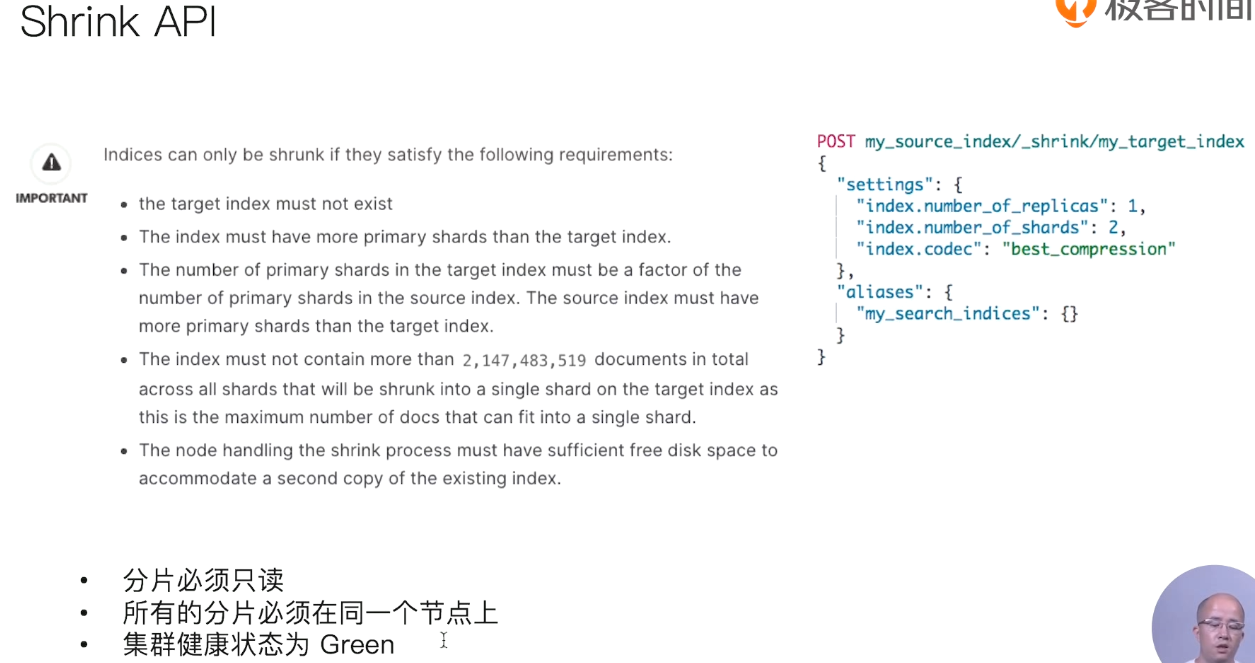 Shrink API
极客时间
IMPORTANT
Indices can only be shrunk if they satisfy the following requirements:
• the target index must not exist
• The index must have more primary shards than the target index.
• The number of primary shards in the target index must be a factor of the
number of primary shards in the source index. The source index must have
more primary shards than the target index.
• The index must not contain more than 2,147,483,519 documents in total
across all shards that will be shrunk into a single shard on the target index as
this is the maximum number of docs that can fit into a single shard.
• The node handling the shrink process must have sufficient free disk space to
accommodate a second copy of the existing index.
POST my_source_index/_shrink/my_target_index
{
"settings": {
"index.number_of_replicas": 1,
"index.number_of_shards": 2,
"index.codec": "best_compression"
},
"aliases": {
"my_search_indices": {}
}
}
• 分片必须只读
• 所有的分片必须在同一个节点上
• 集群健康状态为 Green